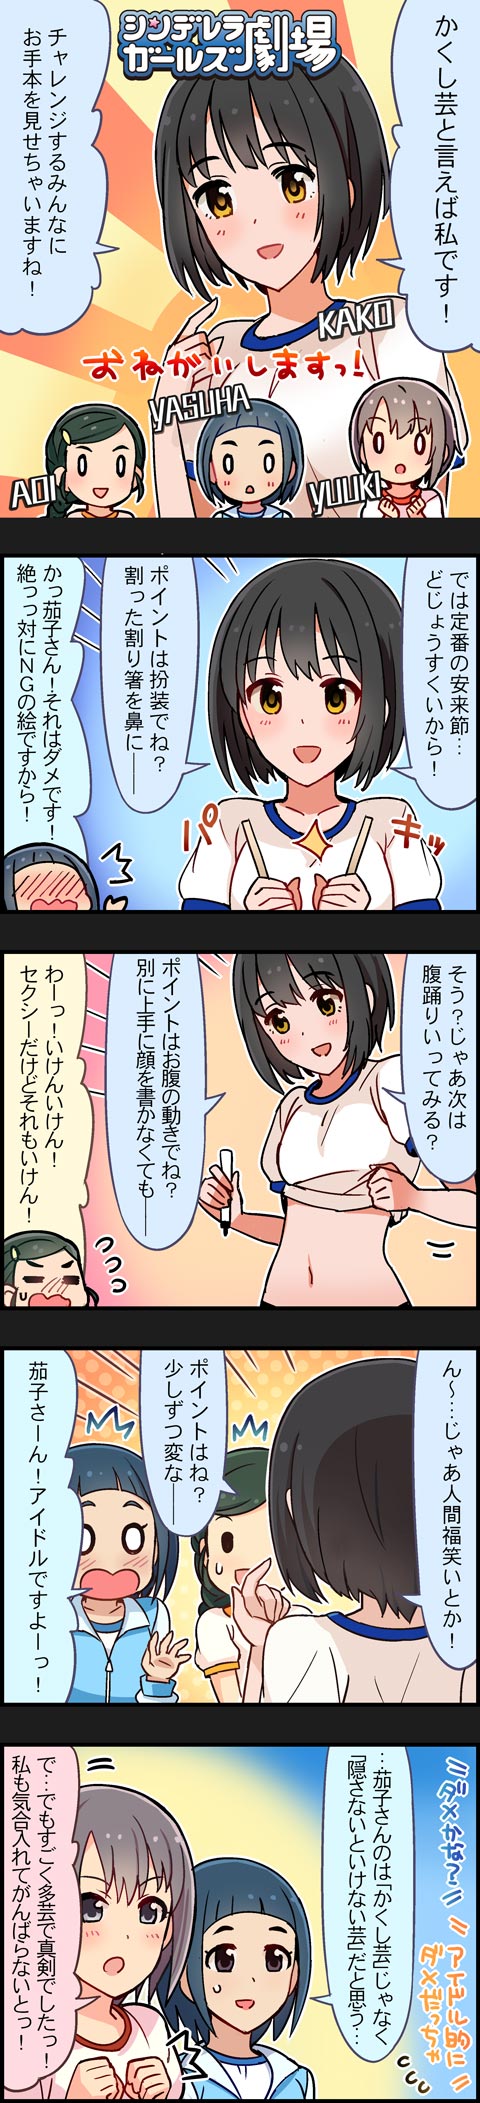 シンデレラ
ガールズ劇場
かくし芸と言えば私です！
チャレンジするみんなに
お手本を見せちゃいますね！
KAKO
おねがいしますっ！
YASUHA
YUUKI
AOI
では定番の安来節…
どじょうすくいから！
ポイントは扮装でね？
割った割り箸を鼻に――
パキッ
かっ茄子さん！それはダメです！
絶っっ対にNGの絵ですから！
そう？じゃあ次は
腹踊りいってみる？
ポイントはお腹の動きでね？
別に上手に顔を書かなくても――
わーっ！いけんいけん！
セクシーだけどそれもいけん！
フフフ
ん～…じゃあ人間福笑いとか！
ポイントはね？
少しずつ変な――
茄子さーん！アイドルですよーっ！
ダメかな？
アイドル的に
ダメだっちゃ
…茄子さんのは「かくし芸」じゃなく
「隠さないといけない芸」だと思う…
で…でもすごく多芸で真剣でしたっ！
私も気合入れてがんばらないとっ！